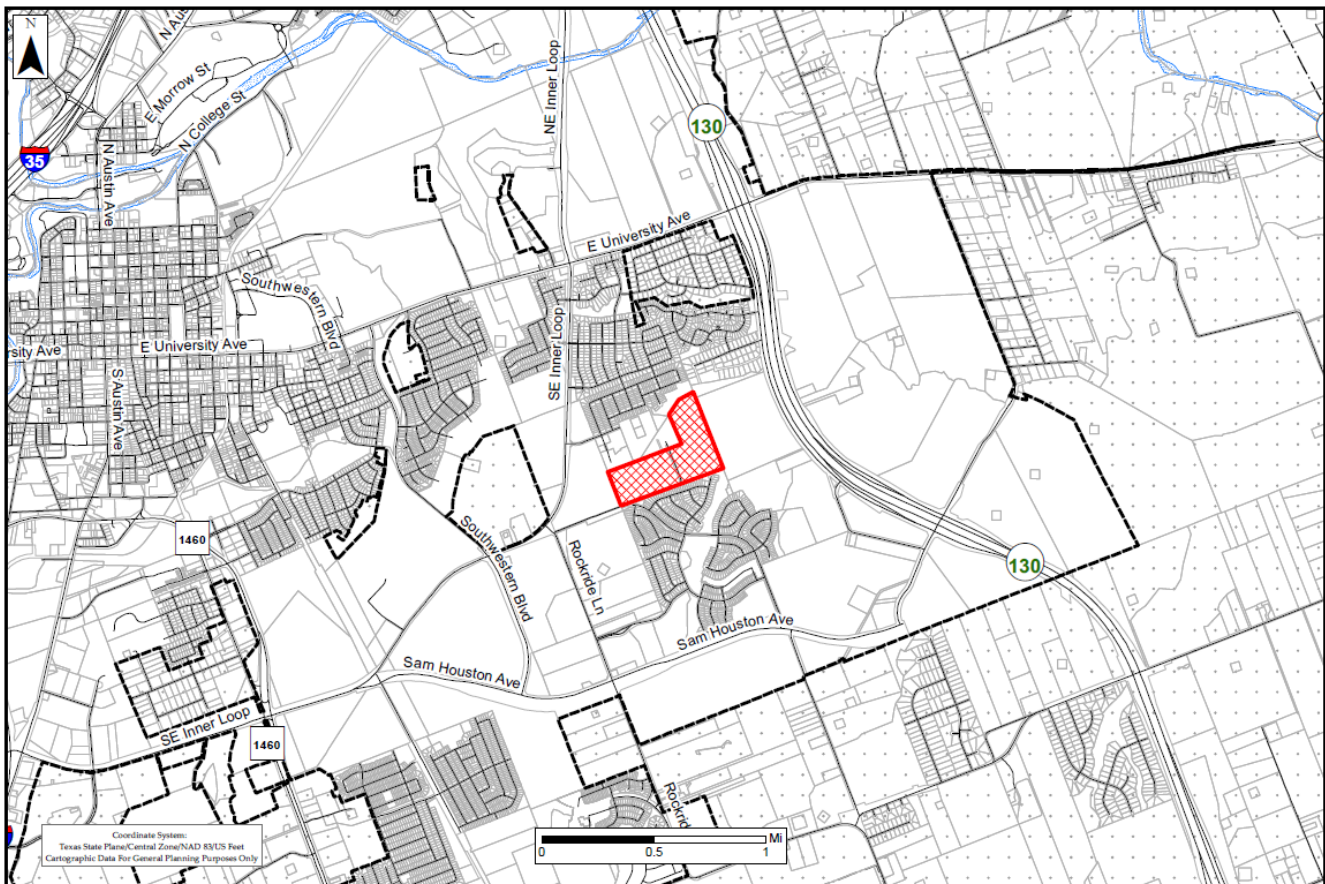 N
N Aus
E Morrow St
N College St
NE Inner Loop
130
35
N Austin Ave
E University Ave
Southwestern Blvd
SE Inner Loop
rsity Ave
E University Ave
S Austin Ave
1460
Southwestern Blvd
Rockride Ln
130
Sam Houston Ave
Sam Houston Ave
SE Inner Loop
1460
Rockrid
Coordinate System:
Texas State Plane/Central Zone/NAD 83/US Feet
Cartographic Data For General Planning Purposes Only
Mi
0
0.5
1